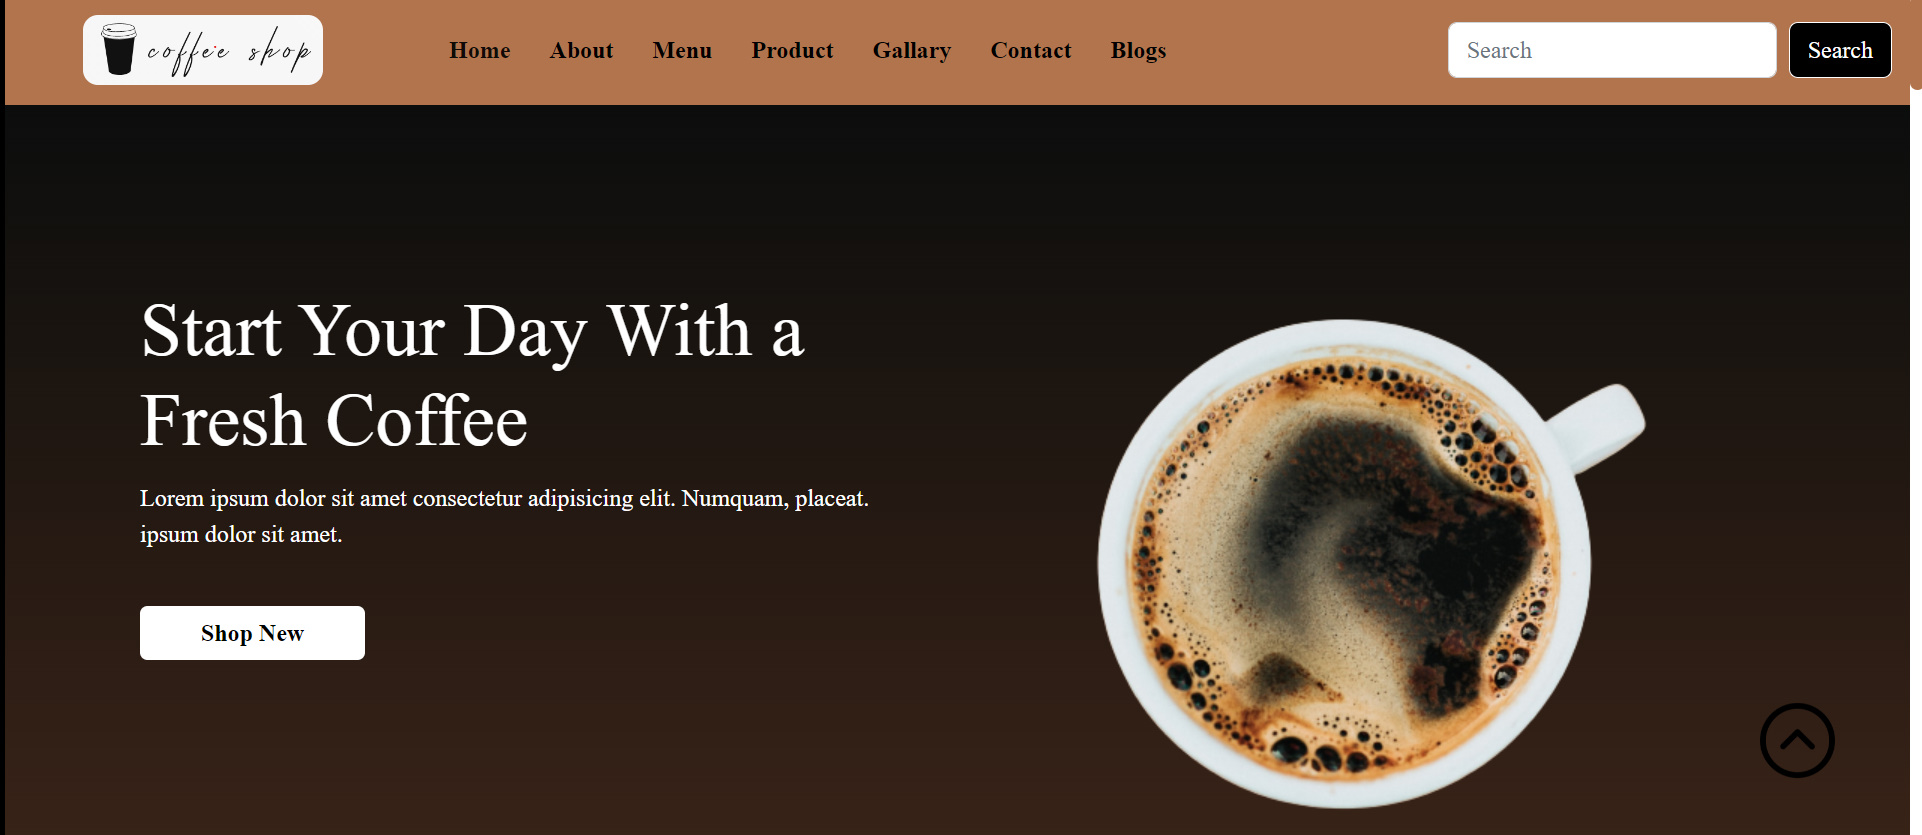 coffee shop
Home About Menu Product Gallary Contact Blogs
Search Search
Start Your Day With a
Fresh Coffee
Lorem ipsum dolor sit amet consectetur adipisicing elit. Numquam, placeat.
ipsum dolor sit amet.
Shop New